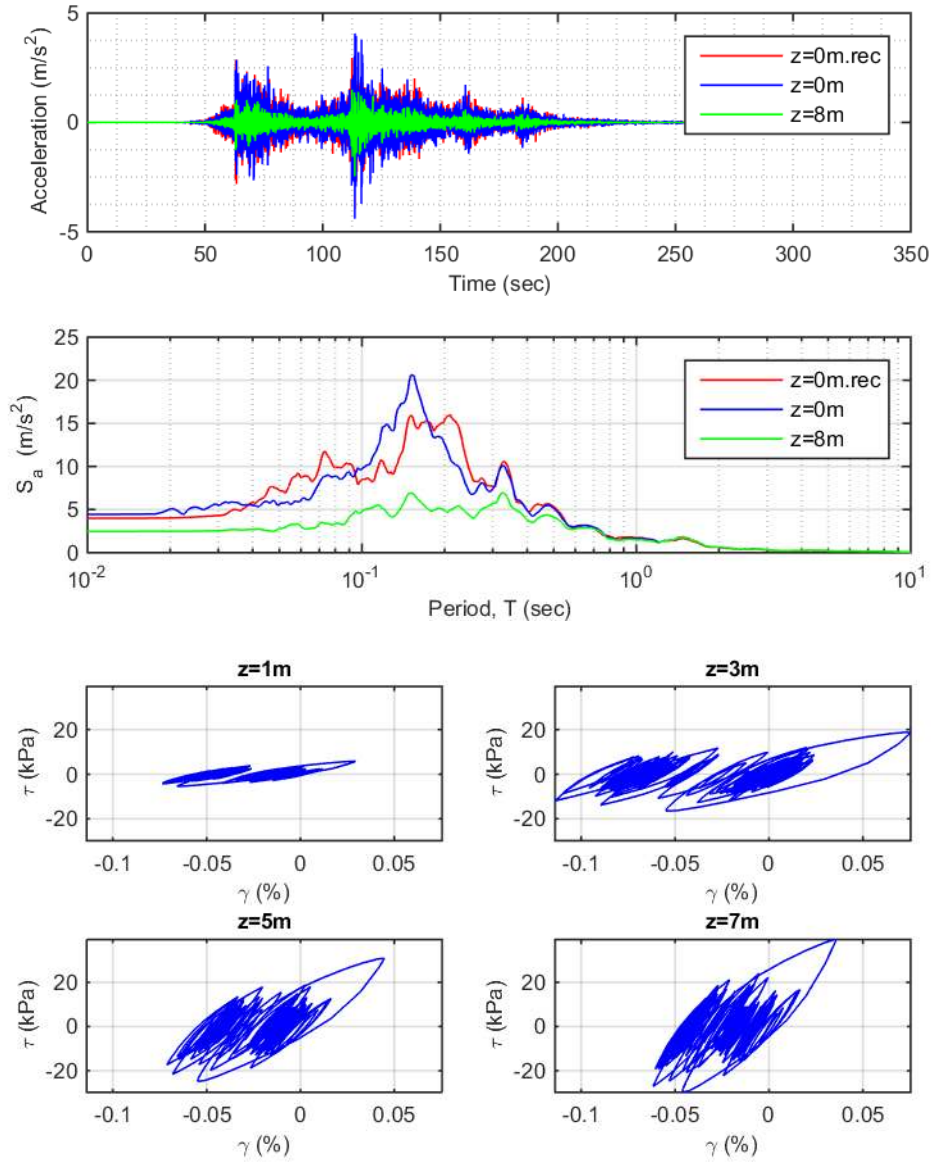 5
0
-5
Acceleration (m/s²)
z=0m.rec
z=0m
z=8m
0 50 100 150 200 250 300 350
Time (sec)
25
20
15
10
5
0
Sₐ (m/s²)
z=0m.rec
z=0m
z=8m
10⁻² 10⁻¹ 10⁰ 10¹
Period, T (sec)
z=1m
20
0
-20
τ (kPa)
-0.1 -0.05 0 0.05
γ (%)
z=3m
20
0
-20
τ (kPa)
-0.1 -0.05 0 0.05
γ (%)
z=5m
20
0
-20
τ (kPa)
-0.1 -0.05 0 0.05
γ (%)
z=7m
20
0
-20
τ (kPa)
-0.1 -0.05 0 0.05
γ (%)